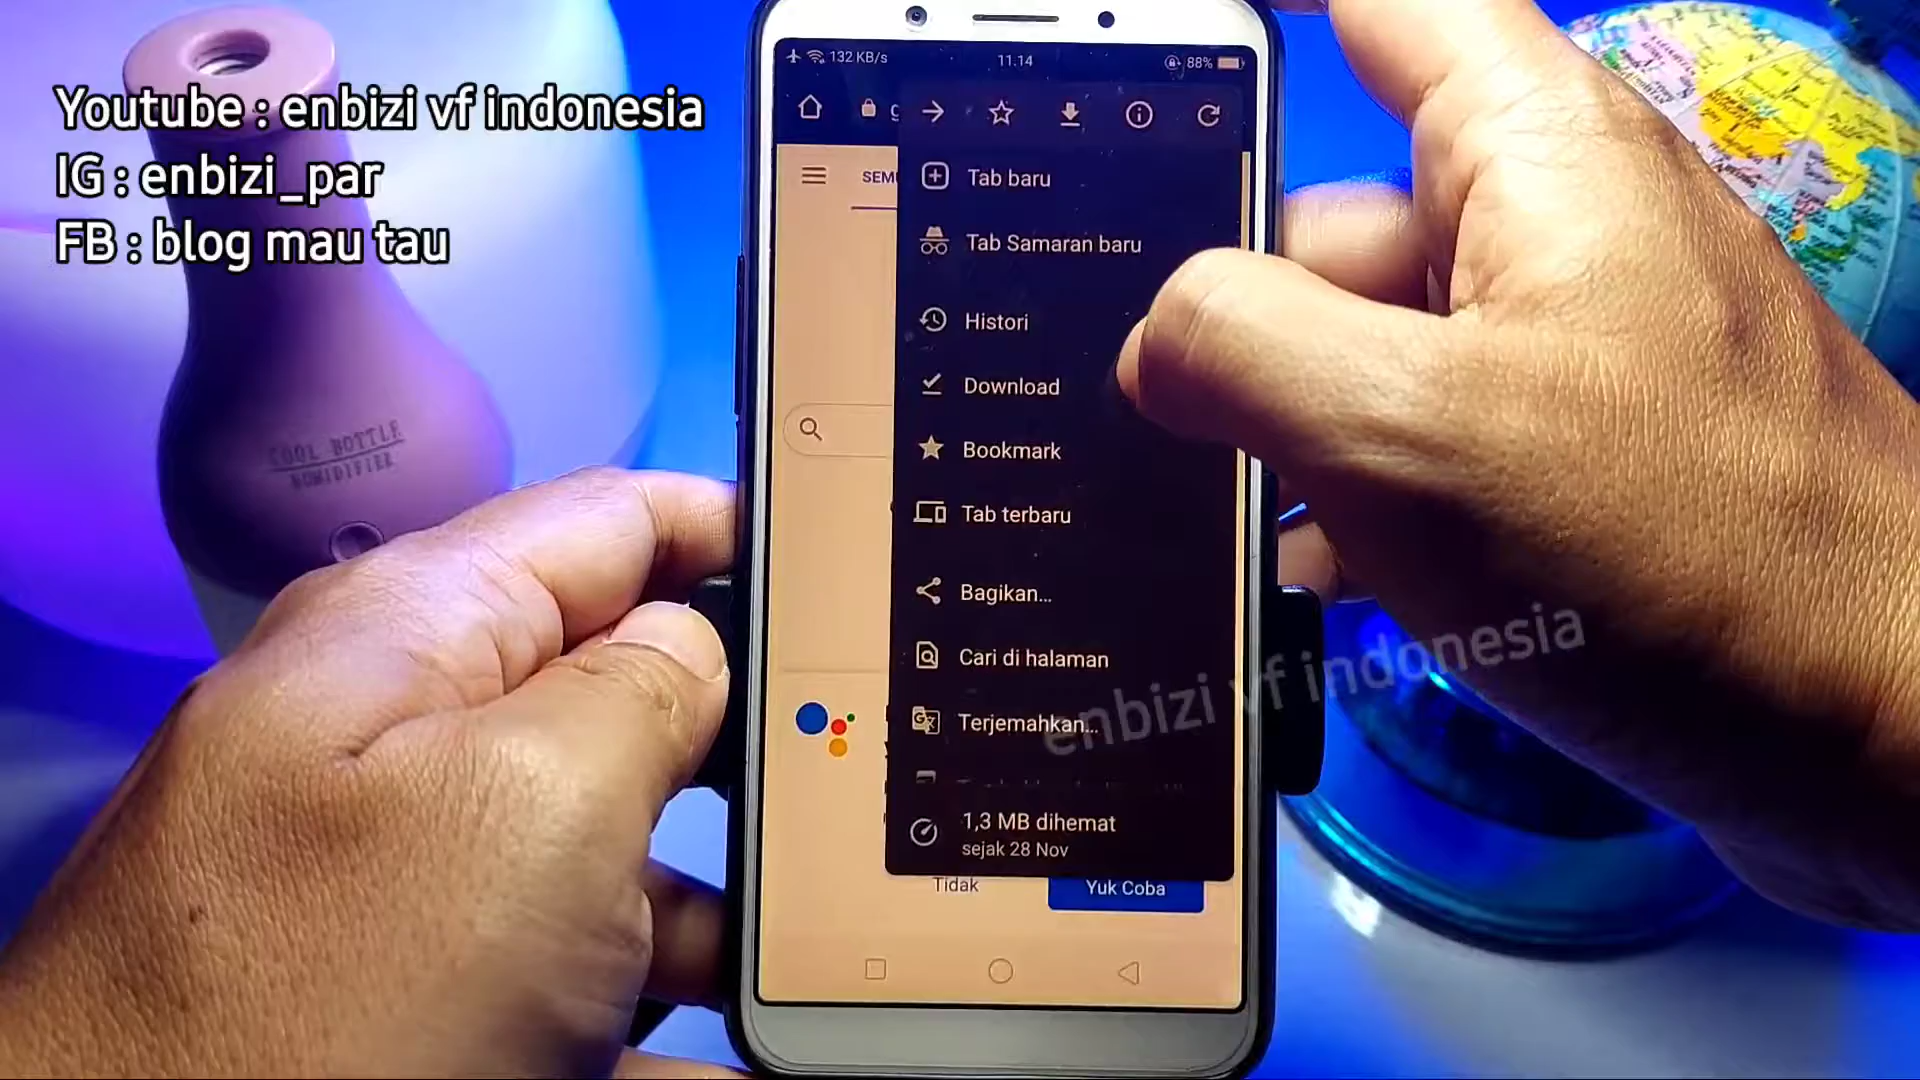 Youtube : enbizi vf indonesia
IG : enbizi_par
FB : blog mau tau
COOL BOTTLE
HUMIDIFIER
132 KB/s
11.14
88%
SEM
Tab baru
Tab Samaran baru
Histori
Download
Bookmark
Tab terbaru
Bagikan...
Cari di halaman
Terjemahkan...
1,3 MB dihemat
sejak 28 Nov
Tidak
Yuk Coba
enbizi vf indonesia